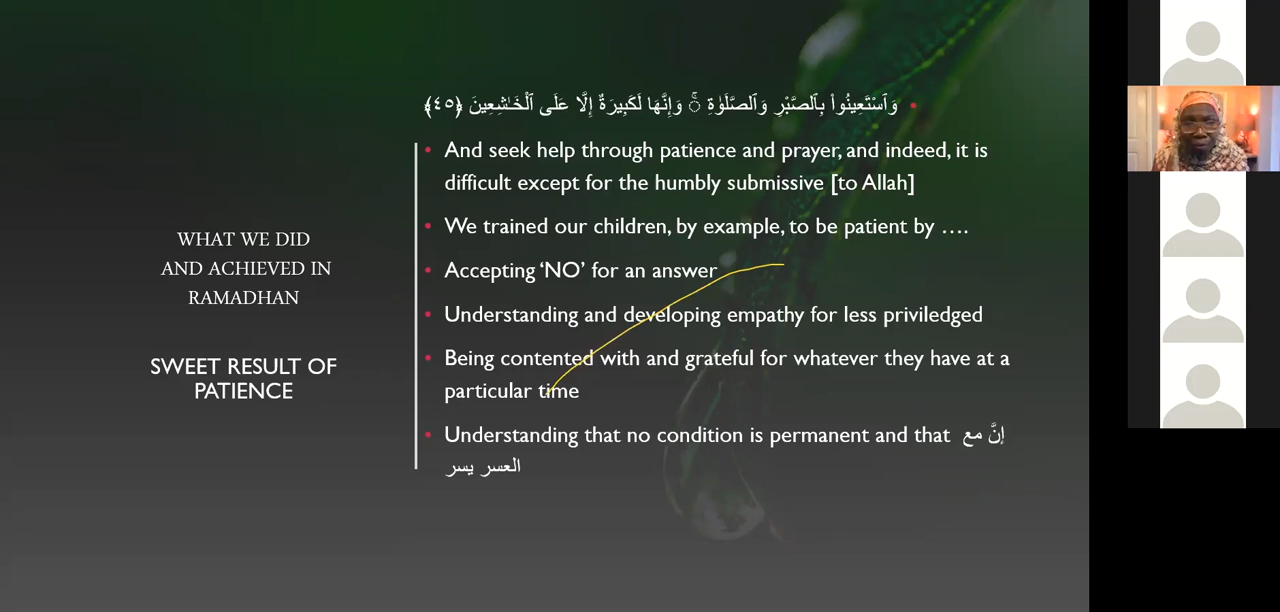 WHAT WE DID
AND ACHIEVED IN
RAMADHAN
SWEET RESULT OF
PATIENCE
• وَٱسْتَعِينُوا۟ بِٱلصَّبْرِ وَٱلصَّلَوٰةِ ۚ وَإِنَّهَا لَكَبِيرَةٌ إِلَّا عَلَى ٱلْخَـٰشِعِينَ ﴿٤٥﴾
• And seek help through patience and prayer, and indeed, it is
difficult except for the humbly submissive [to Allah]
• We trained our children, by example, to be patient by ....
• Accepting ‘NO’ for an answer
• Understanding and developing empathy for less priviledged
• Being contented with and grateful for whatever they have at a
particular time
• Understanding that no condition is permanent and that إنَّ مع
العسر يسر